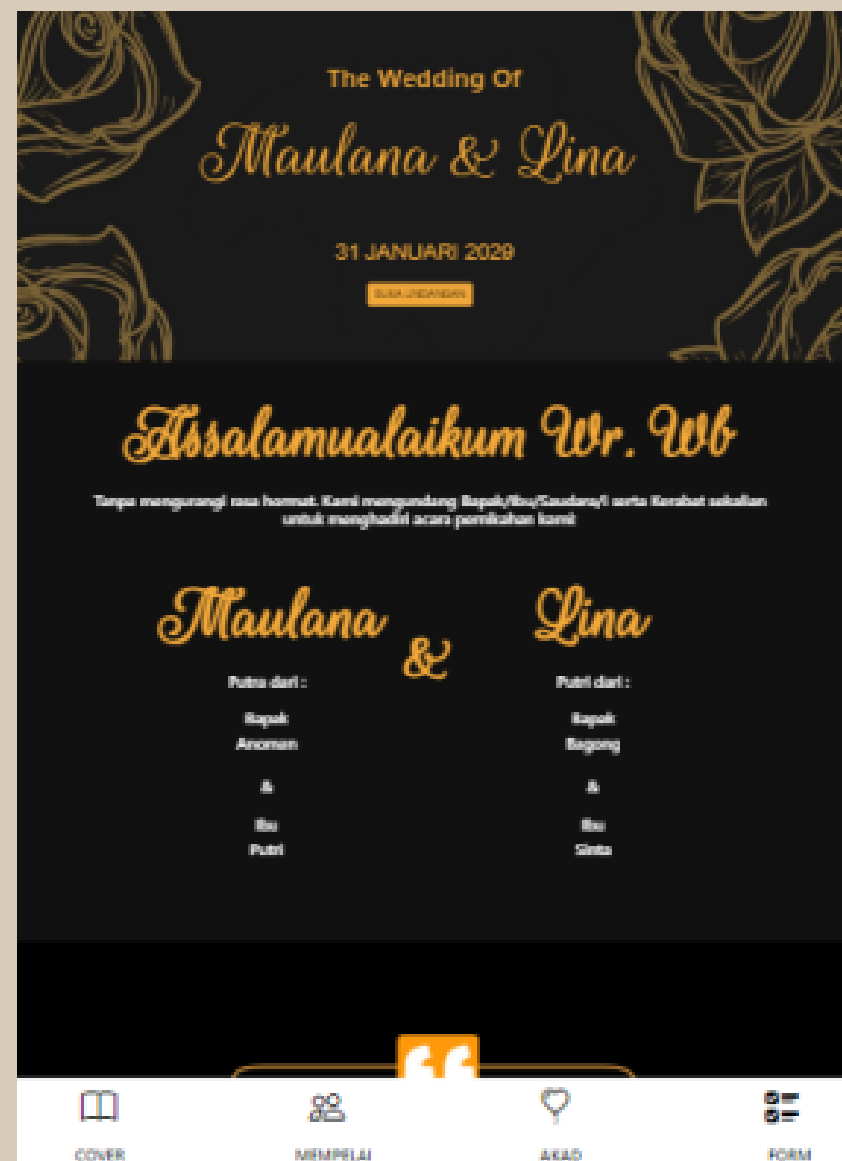 The Wedding Of
Maulana & Lina
31 JANUARI 2029
BUKA UNDANGAN
Assalamualaikum Wr. Wb
Tanpa mengurangi rasa hormat. Kami mengundang Bapak/Ibu/Saudara/i serta Kerabat sekalian
untuk menghadiri acara pernikahan kami:
Maulana
&
Lina
Putra dari :
Bapak
Anoman
&
Ibu
Putri
Putri dari :
Bapak
Bagong
&
Ibu
Sinta
COVER
MEMPELAI
AKAD
FORM